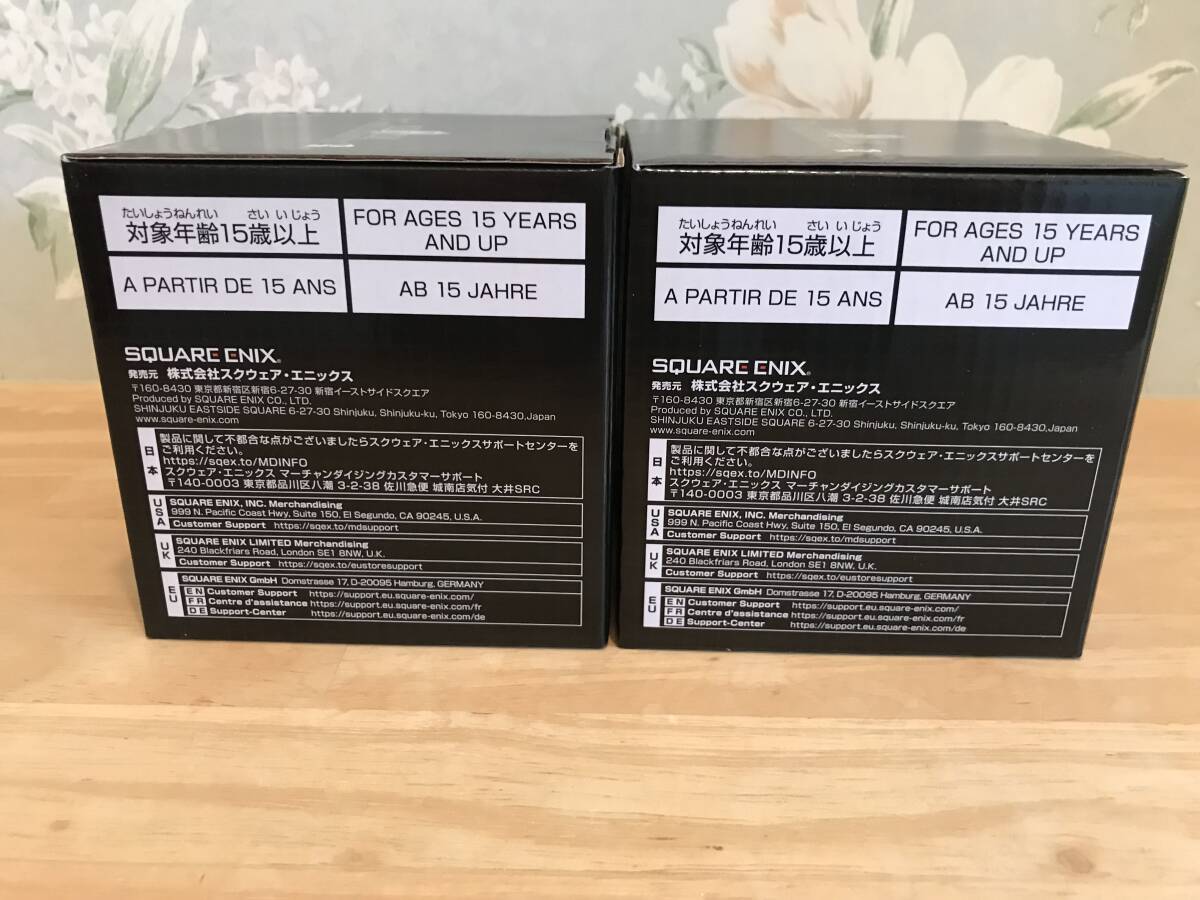 たいしょうねんれい さい いじょう
対象年齢15歳以上
FOR AGES 15 YEARS
AND UP
A PARTIR DE 15 ANS
AB 15 JAHRE
SQUARE ENIX®
発売元 株式会社スクウェア・エニックス
〒160-8430 東京都新宿区新宿6-27-30 新宿イーストサイドスクエア
Produced by SQUARE ENIX CO., LTD.
SHINJUKU EASTSIDE SQUARE 6-27-30 Shinjuku, Shinjuku-ku, Tokyo 160-8430,Japan
www.square-enix.com
日本
製品に関して不都合な点がございましたらスクウェア・エニックスサポートセンターを
ご利用ください。
https://sqex.to/MDINFO
スクウェア・エニックス マーチャンダイジングカスタマーサポート
〒140-0003 東京都品川区八潮 3-2-38 佐川急便 城南店気付 大井SRC
USA
SQUARE ENIX, INC. Merchandising
999 N. Pacific Coast Hwy, Suite 150, El Segundo, CA 90245, U.S.A.
Customer Support https://sqex.to/mdsupport
UK
SQUARE ENIX LIMITED Merchandising
240 Blackfriars Road, London SE1 8NW, U.K.
Customer Support https://sqex.to/eustoresupport
EU
SQUARE ENIX GmbH Domstrasse 17, D-20095 Hamburg, GERMANY
EN Customer Support https://support.eu.square-enix.com/
FR Centre d'assistance https://support.eu.square-enix.com/fr
DE Support-Center https://support.eu.square-enix.com/de
たいしょうねんれい さい いじょう
対象年齢15歳以上
FOR AGES 15 YEARS
AND UP
A PARTIR DE 15 ANS
AB 15 JAHRE
SQUARE ENIX®
発売元 株式会社スクウェア・エニックス
〒160-8430 東京都新宿区新宿6-27-30 新宿イーストサイドスクエア
Produced by SQUARE ENIX CO., LTD.
SHINJUKU EASTSIDE SQUARE 6-27-30 Shinjuku, Shinjuku-ku, Tokyo 160-8430,Japan
www.square-enix.com
日本
製品に関して不都合な点がございましたらスクウェア・エニックスサポートセンターを
ご利用ください。
https://sqex.to/MDINFO
スクウェア・エニックス マーチャンダイジングカスタマーサポート
〒140-0003 東京都品川区八潮 3-2-38 佐川急便 城南店気付 大井SRC
USA
SQUARE ENIX, INC. Merchandising
999 N. Pacific Coast Hwy, Suite 150, El Segundo, CA 90245, U.S.A.
Customer Support https://sqex.to/mdsupport
UK
SQUARE ENIX LIMITED Merchandising
240 Blackfriars Road, London SE1 8NW, U.K.
Customer Support https://sqex.to/eustoresupport
EU
SQUARE ENIX GmbH Domstrasse 17, D-20095 Hamburg, GERMANY
EN Customer Support https://support.eu.square-enix.com/
FR Centre d'assistance https://support.eu.square-enix.com/fr
DE Support-Center https://support.eu.square-enix.com/de